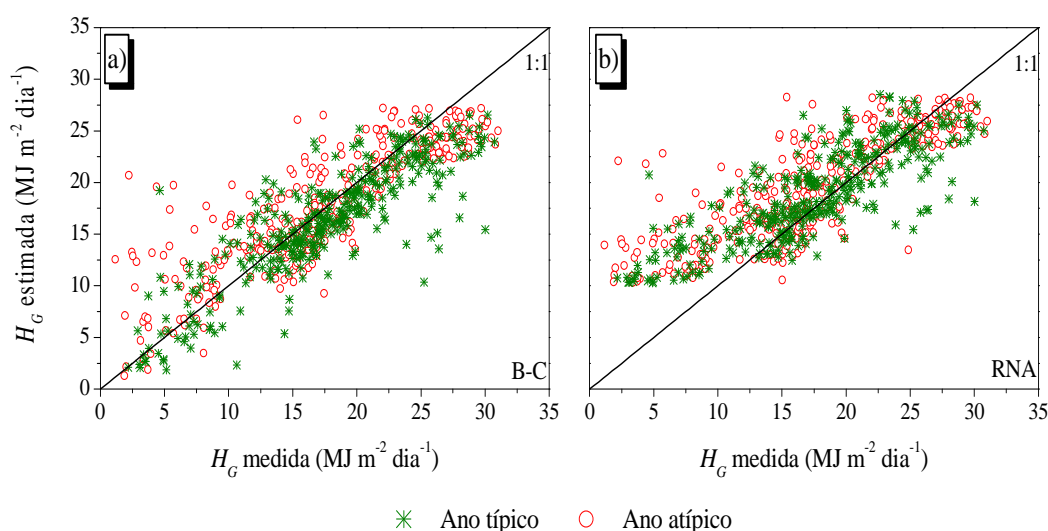 a)
1:1
B-C
35
30
25
20
15
10
5
0
0 5 10 15 20 25 30 35
H_G estimada (MJ m⁻² dia⁻¹)
H_G medida (MJ m⁻² dia⁻¹)
b)
1:1
RNA
0 5 10 15 20 25 30 35
H_G medida (MJ m⁻² dia⁻¹)
Ano típico Ano atípico